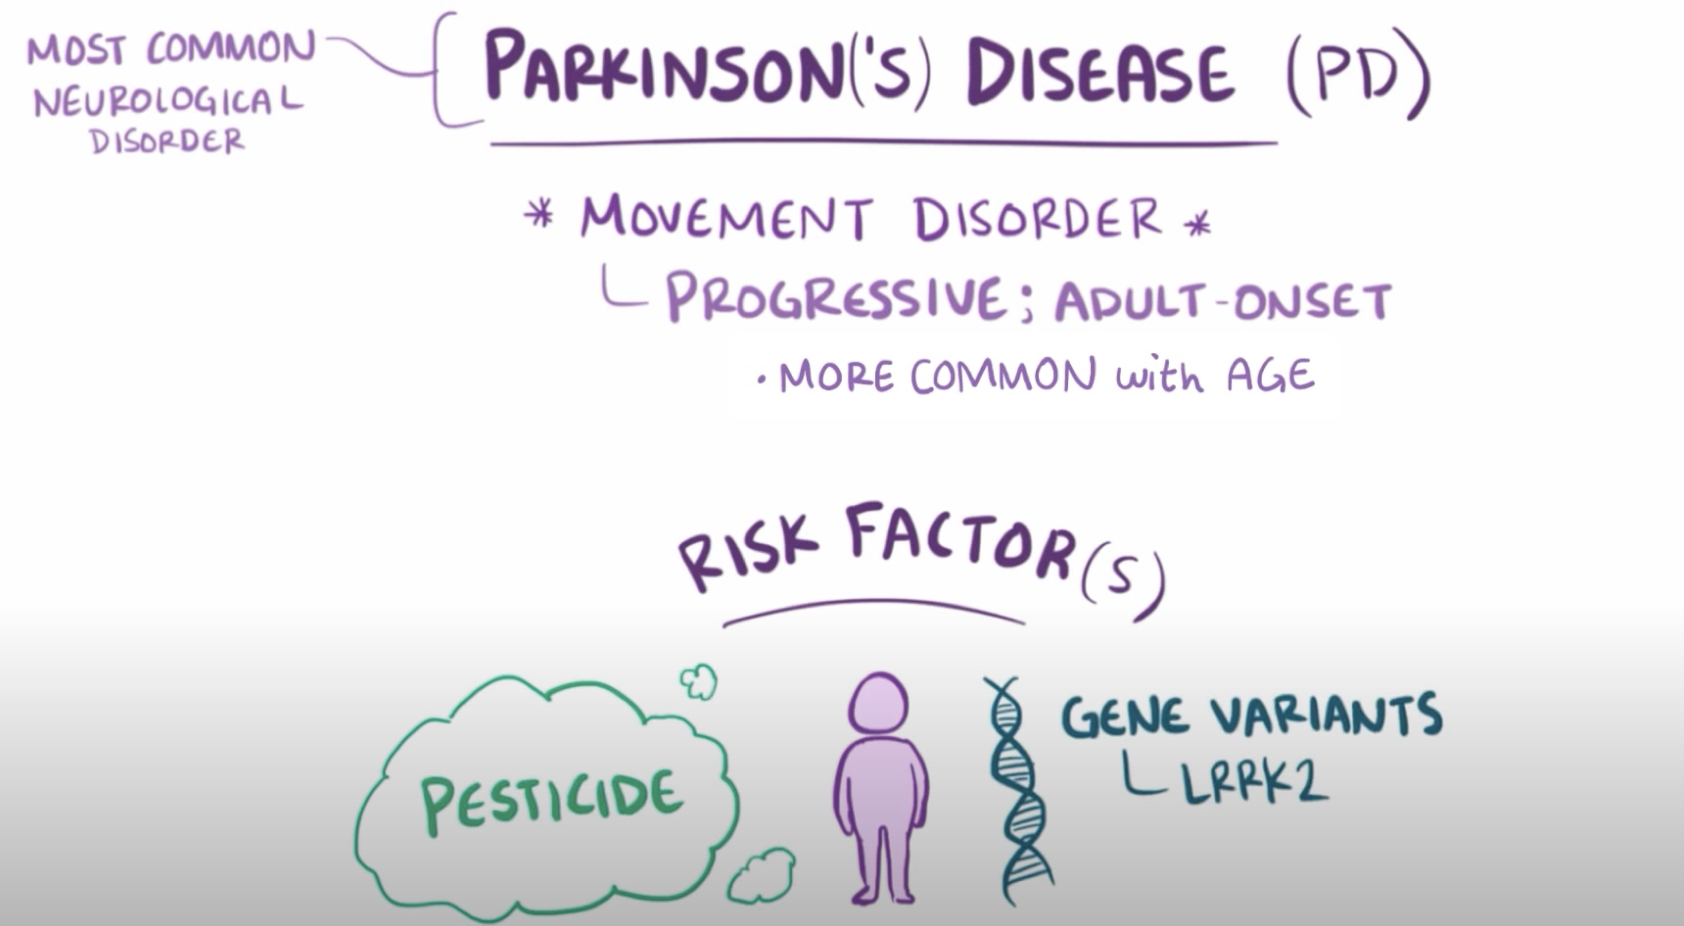 MOST COMMON
NEUROLOGICAL
DISORDER
PARKINSON('S) DISEASE (PD)
* MOVEMENT DISORDER *
PROGRESSIVE; ADULT-ONSET
· MORE COMMON with AGE
RISK FACTOR(S)
PESTICIDE
GENE VARIANTS
LRRK2